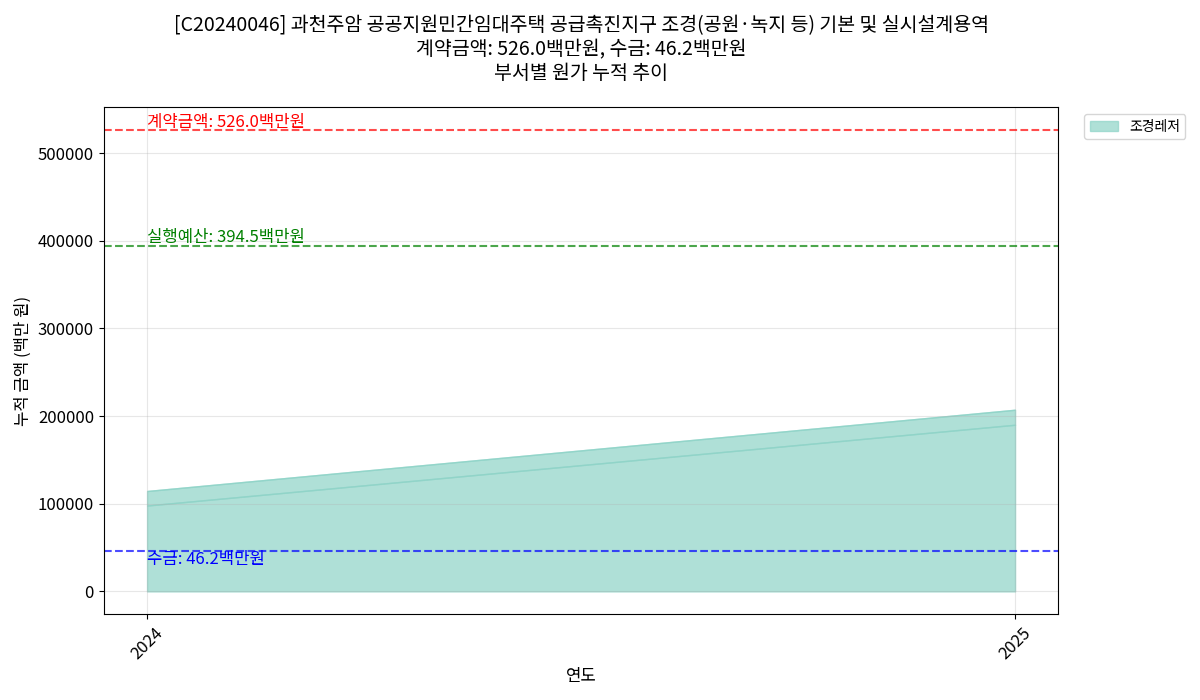 [C20240046] 과천주암 공공지원민간임대주택 공급촉진지구 조경(공원·녹지 등) 기본 및 실시설계용역
계약금액: 526.0백만원, 수금: 46.2백만원
부서별 원가 누적 추이
계약금액: 526.0백만원
조경레저
500000
실행예산: 394.5백만원
400000
300000
누적 금액 (백만 원)
200000
100000
수금: 46.2백만원
0
2024
2025
연도